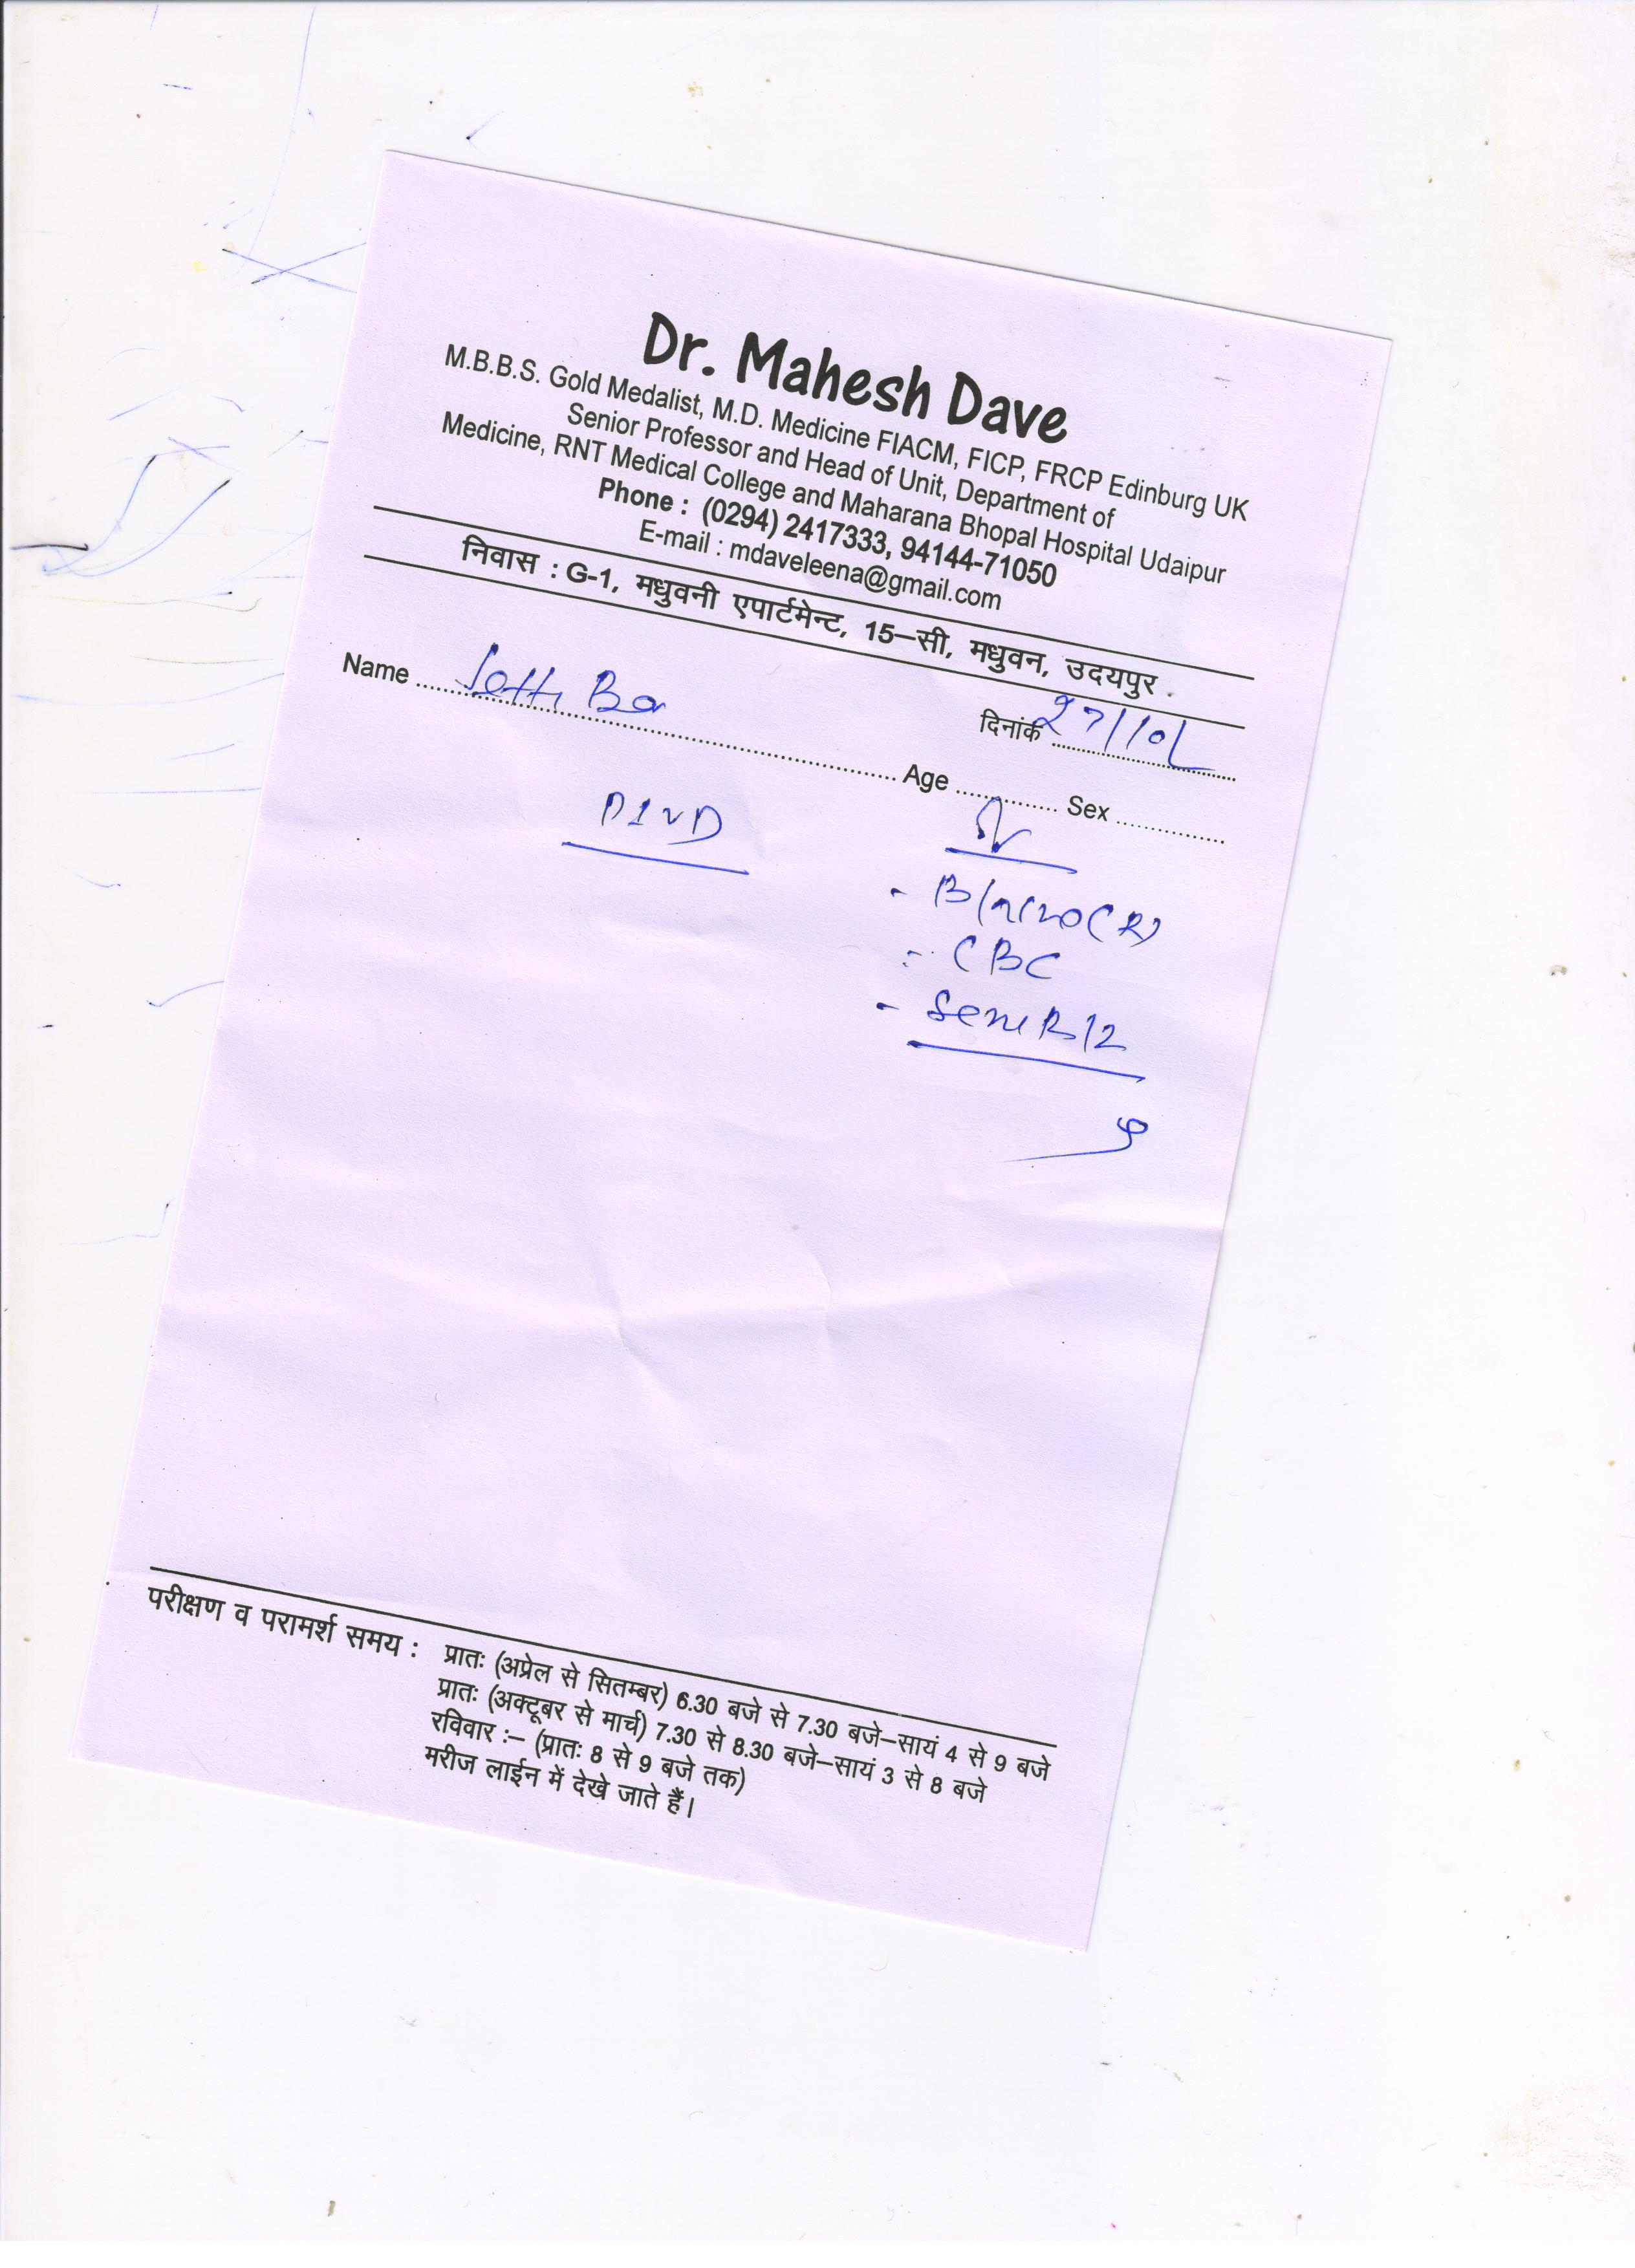 Dr. Mahesh Dave
M.B.B.S. Gold Medalist, M.D. Medicine FIACM, FICP, FRCP Edinburg UK
Senior Professor and Head of Unit, Department of
Medicine, RNT Medical College and Maharana Bhopal Hospital Udaipur
Phone : (0294) 2417333, 94144-71050
E-mail : mdaveleena@gmail.com
निवास : G-1, मधुवनी एपार्टमेन्ट, 15–सी, मधुवन, उदयपुर
दिनांक 27/10/
Name
Age Sex
- CBC
- B12
परीक्षण व परामर्श समय : प्रातः (अप्रेल से सितम्बर) 6.30 बजे से 7.30 बजे–सायं 4 से 9 बजे
प्रातः (अक्टूबर से मार्च) 7.30 से 8.30 बजे–सायं 3 से 8 बजे
रविवार :– (प्रातः 8 से 9 बजे तक)
मरीज लाईन में देखे जाते हैं।